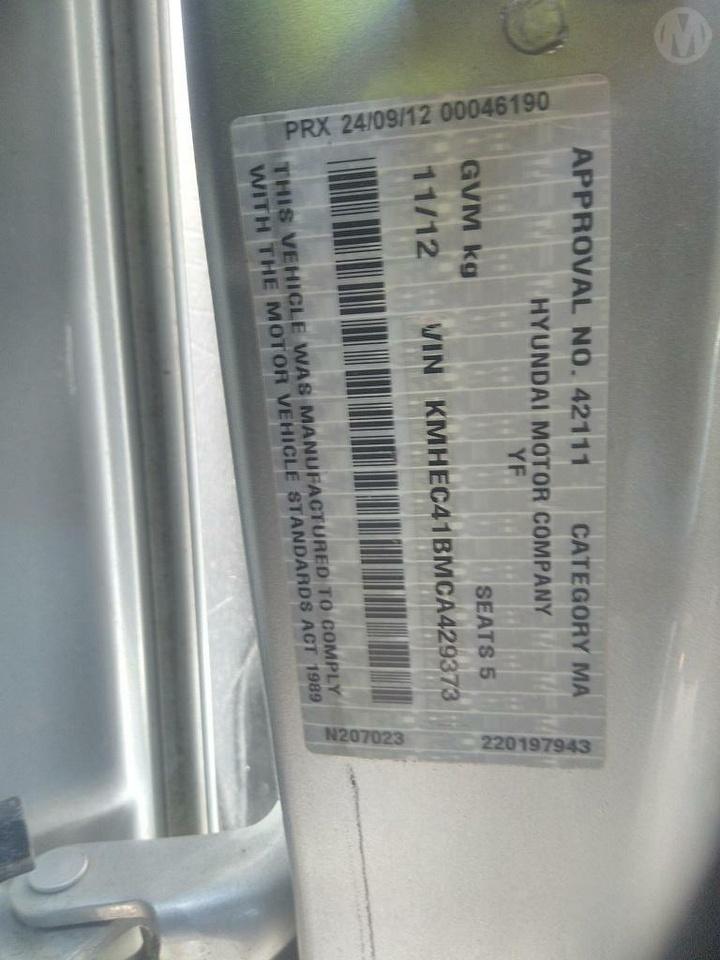 PRX 24/09/12 00046190
APPROVAL NO. 42111 CATEGORY MA
HYUNDAI MOTOR COMPANY
YF
GVM kg SEATS 5
11/12 VIN KMHEC41BMCA429373
THIS VEHICLE WAS MANUFACTURED TO COMPLY
WITH THE MOTOR VEHICLE STANDARDS ACT 1989
N207023
220197943
M